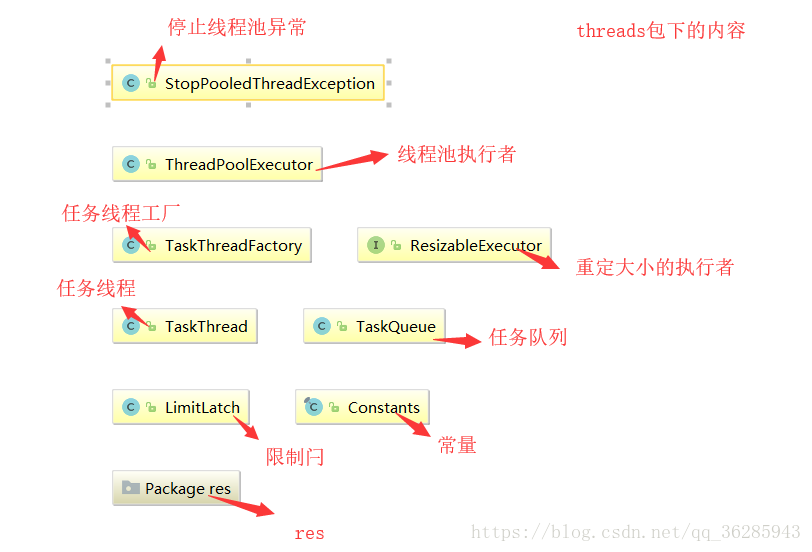 停止线程池异常
threads包下的内容
C StopPooledThreadException
C ThreadPoolExecutor
线程池执行者
任务线程工厂
C TaskThreadFactory
I ResizableExecutor
重定大小的执行者
任务线程
C TaskThread
C TaskQueue
任务队列
C LimitLatch
C Constants
限制闩
常量
Package res
res
https://blog.csdn.net/qq_36285943